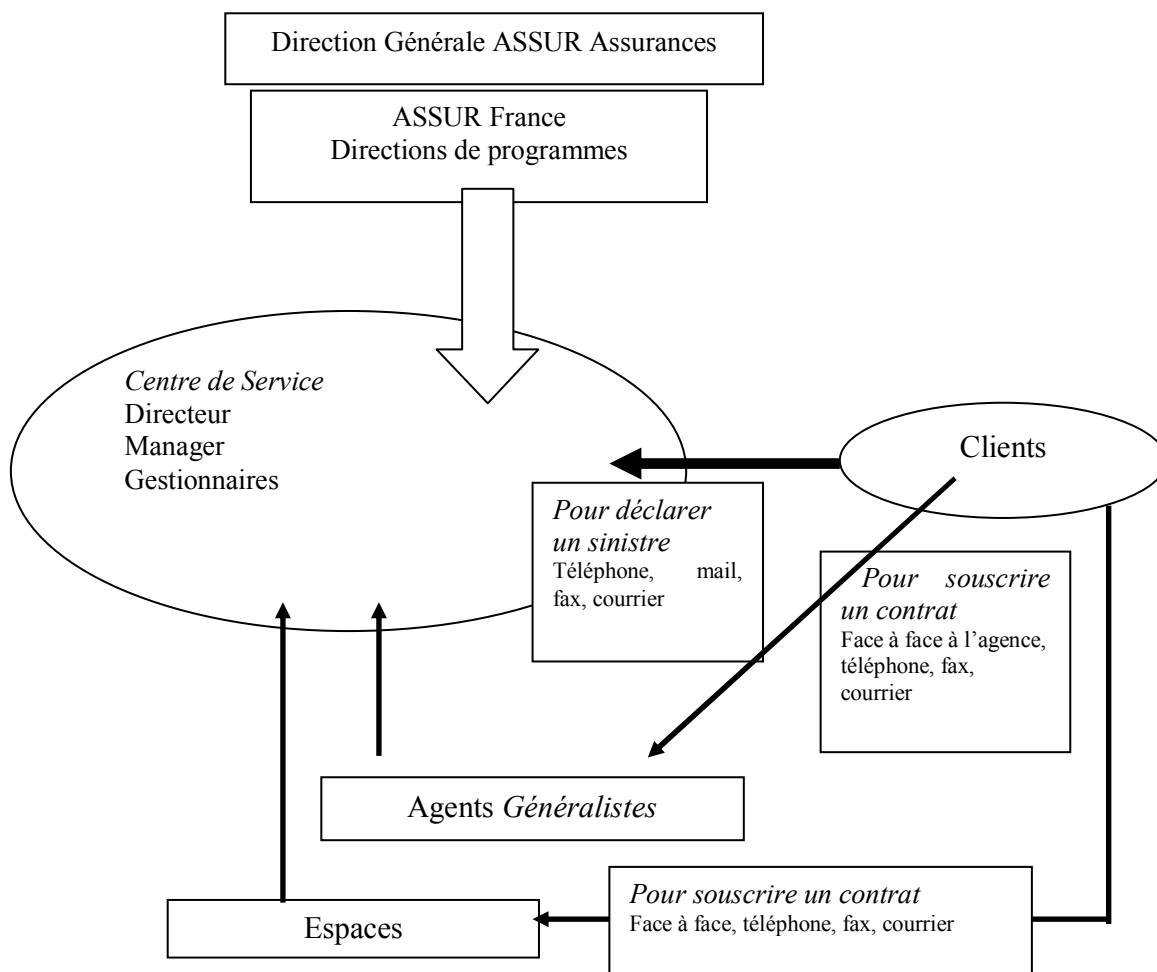 Direction Générale ASSUR Assurances
ASSUR France
Directions de programmes
Centre de Service
Directeur
Manager
Gestionnaires
Clients
Pour déclarer
un sinistre
Téléphone, mail,
fax, courrier
Pour souscrire
un contrat
Face à face à l’agence,
téléphone, fax,
courrier
Agents Généralistes
Pour souscrire un contrat
Face à face, téléphone, fax, courrier
Espaces